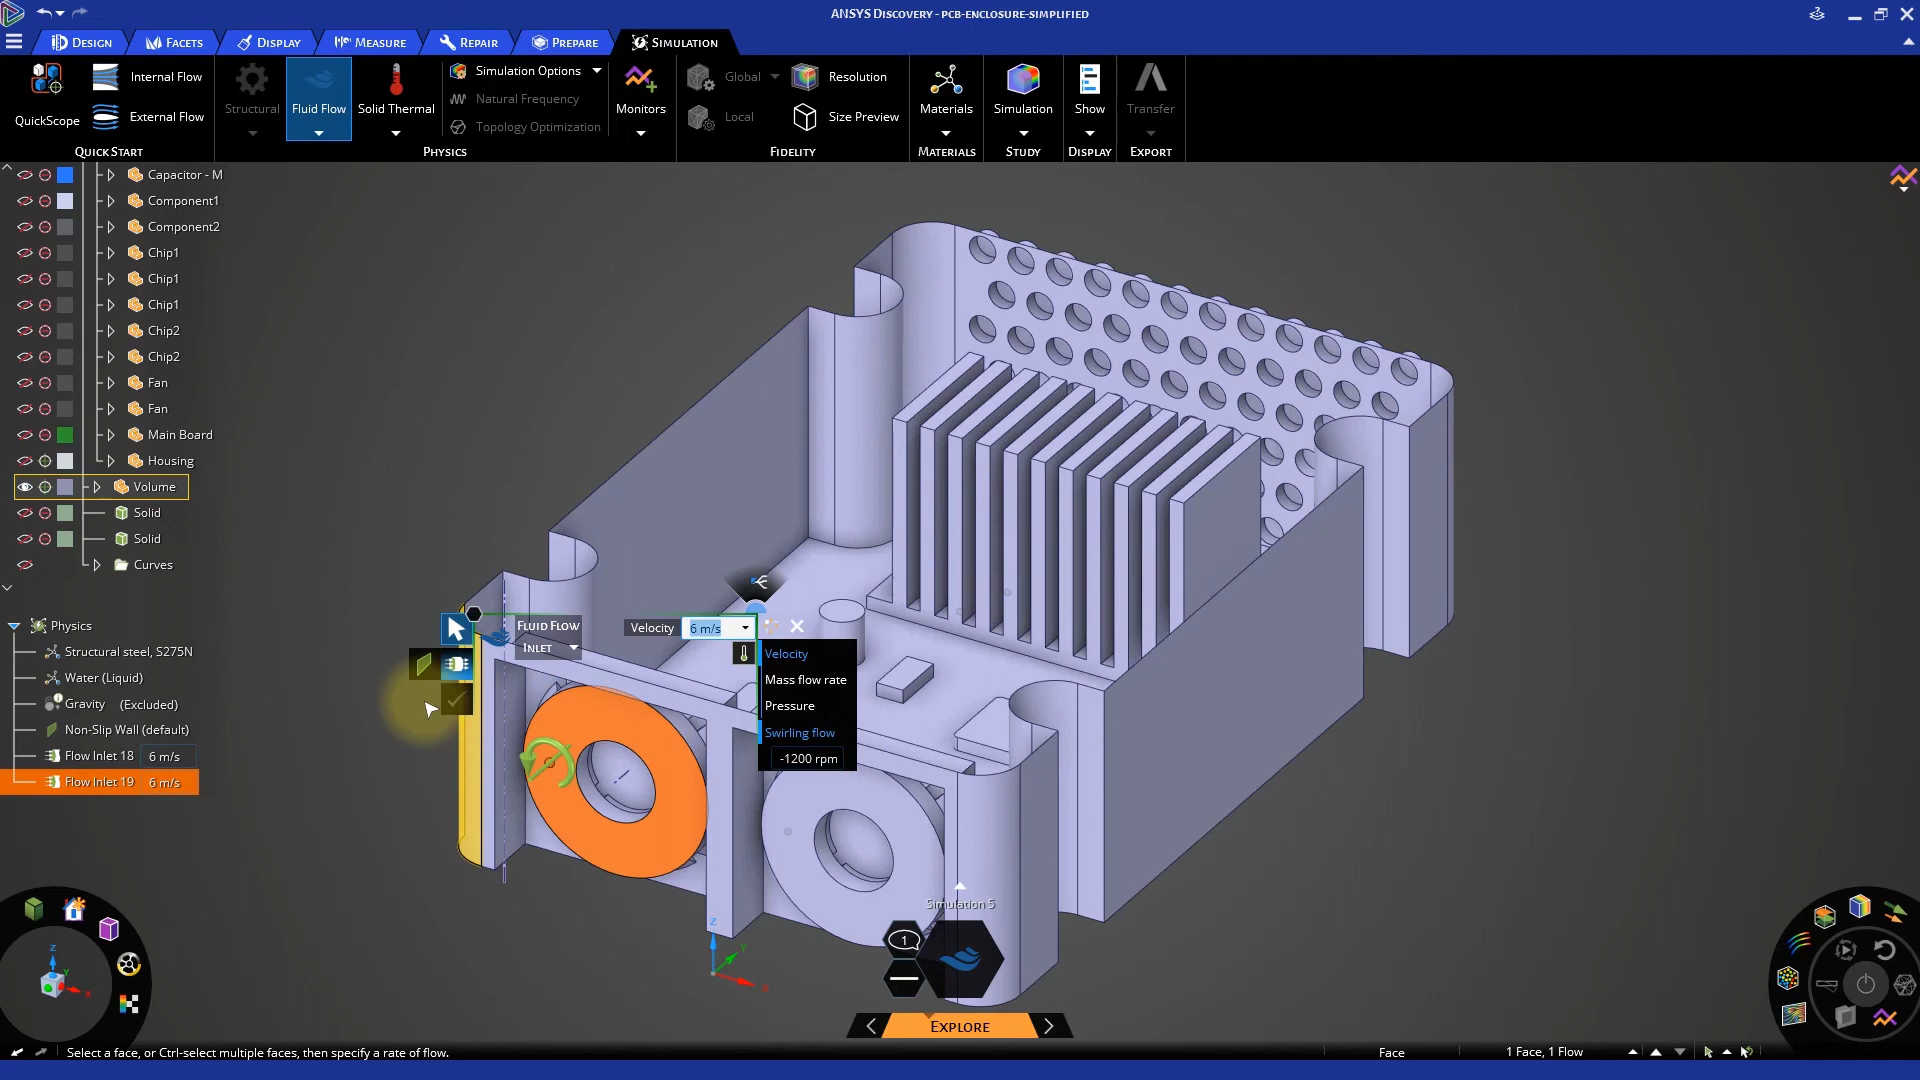 ANSYS Discovery - pcb-enclosure-simplified
Design
Facets
Display
Measure
Repair
Prepare
Simulation
QuickScope
Internal Flow
External Flow
Quick Start
Structural
Fluid Flow
Solid Thermal
Simulation Options
Natural Frequency
Topology Optimization
Physics
Monitors
Global
Local
Resolution
Size Preview
Fidelity
Materials
Materials
Simulation
Study
Show
Display
Transfer
Export
Capacitor - M
Component1
Component2
Chip1
Chip1
Chip1
Chip2
Chip2
Fan
Fan
Main Board
Housing
Volume
Solid
Solid
Curves
Physics
Structural steel, S275N
Water (Liquid)
Gravity (Excluded)
Non-Slip Wall (default)
Flow Inlet 18 6 m/s
Flow Inlet 19 6 m/s
Fluid Flow
Inlet
Velocity 6 m/s
Velocity
Mass flow rate
Pressure
Swirling flow
-1200 rpm
Simulation 5
1
Z
Y
X
Z
Y
X
Explore
Select a face, or Ctrl-select multiple faces, then specify a rate of flow.
Face
1 Face, 1 Flow